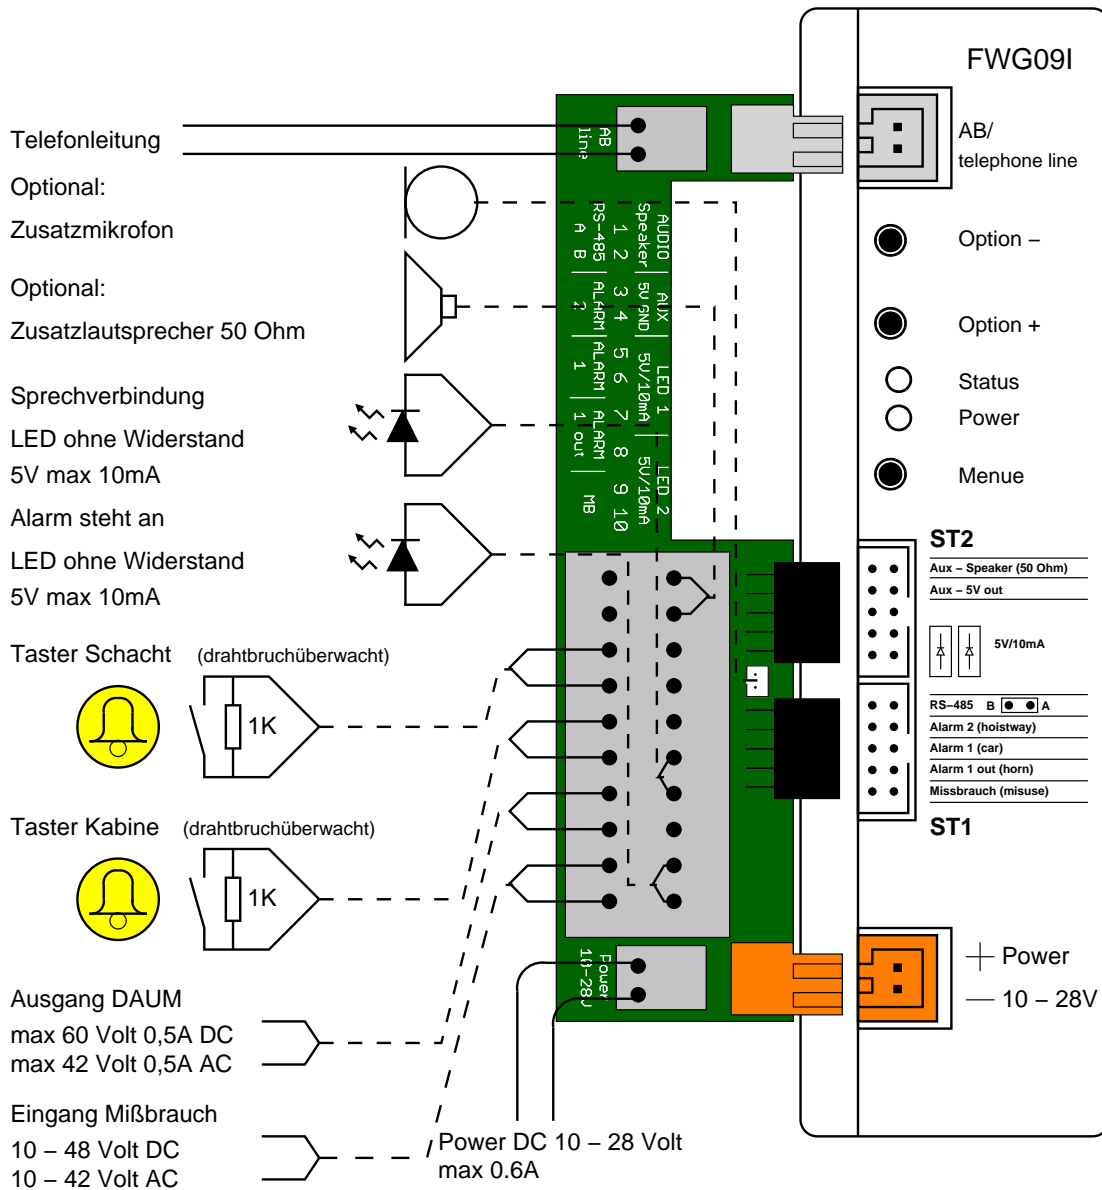 FWG09I
Telefonleitung
Optional:
Zusatzmikrofon
Optional:
Zusatzlautsprecher 50 Ohm
Sprechverbindung
LED ohne Widerstand
5V max 10mA
Alarm steht an
LED ohne Widerstand
5V max 10mA
Taster Schacht (drahtbruchüberwacht)
1K
Taster Kabine (drahtbruchüberwacht)
1K
Ausgang DAUM
max 60 Volt 0,5A DC
max 42 Volt 0,5A AC
Eingang Mißbrauch
10 – 48 Volt DC
10 – 42 Volt AC
Power DC 10 – 28 Volt
max 0.6A
AB
line
AUDIO | AUX | LED 1 | LED 2
Speaker | 5V GND | 5V/10mA | 5V/10mA
1 2 3 4 5 6 7 8 9 10
RS-485 | ALARM | ALARM | ALARM | MB
A B | 2 | 1 | 1 out
Power
10-28V
AB/
telephone line
Option –
Option +
Status
Power
Menue
ST2
Aux – Speaker (50 Ohm)
Aux – 5V out
5V/10mA
RS–485 B A
Alarm 2 (hoistway)
Alarm 1 (car)
Alarm 1 out (horn)
Missbrauch (misuse)
ST1
+ Power
— 10 – 28V